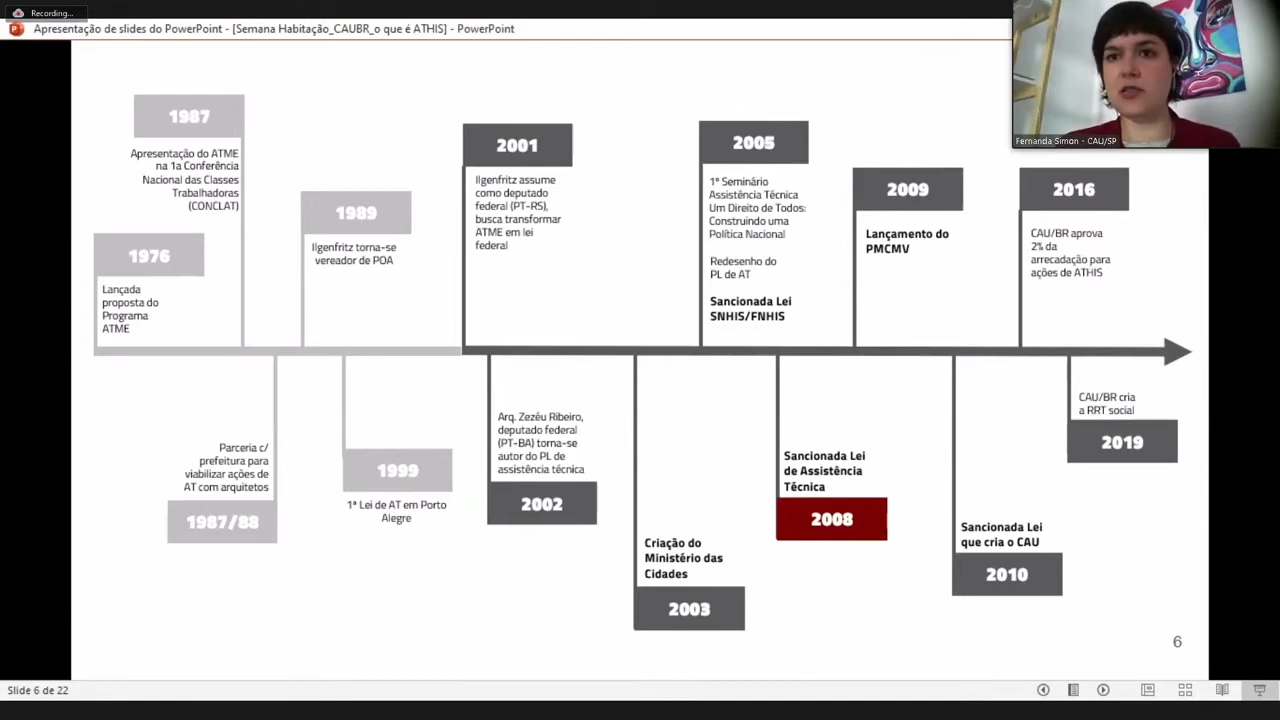 Recording...
Apresentação de slides do PowerPoint - [Semana Habitação_CAUBR_o que é ATHIS] - PowerPoint
Fernanda Simon - CAU/SP
1987
Apresentação do ATME
na 1a Conferência
Nacional das Classes
Trabalhadoras
(CONCLAT)
1976
Lançada
proposta do
Programa
ATME
1989
Ilgenfritz torna-se
vereador de POA
2001
Ilgenfritz assume
como deputado
federal (PT-RS),
busca transformar
ATME em lei
federal
2005
1º Seminário
Assistência Técnica
Um Direito de Todos:
Construindo uma
Política Nacional
Redesenho do
PL de AT
Sancionada Lei
SNHIS/FNHIS
2009
Lançamento do
PMCMV
2016
CAU/BR aprova
2% da
arrecadação para
ações de ATHIS
Parceria c/
prefeitura para
viabilizar ações de
AT com arquitetos
1987/88
1999
1ª Lei de AT em Porto
Alegre
Arq. Zezéu Ribeiro,
deputado federal
(PT-BA) torna-se
autor do PL de
assistência técnica
2002
Criação do
Ministério das
Cidades
2003
Sancionada Lei
de Assistência
Técnica
2008
Sancionada Lei
que cria o CAU
2010
CAU/BR cria
a RRT social
2019
6
Slide 6 de 22